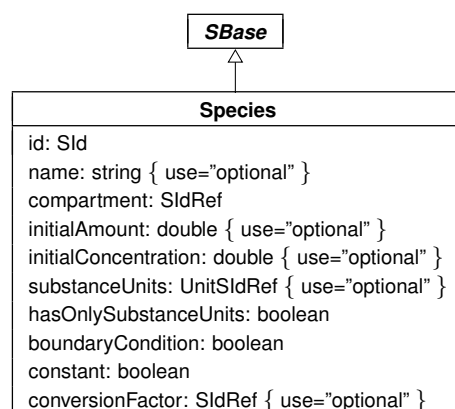 SBase
Species
id: SId
name: string { use="optional" }
compartment: SIdRef
initialAmount: double { use="optional" }
initialConcentration: double { use="optional" }
substanceUnits: UnitSIdRef { use="optional" }
hasOnlySubstanceUnits: boolean
boundaryCondition: boolean
constant: boolean
conversionFactor: SIdRef { use="optional" }